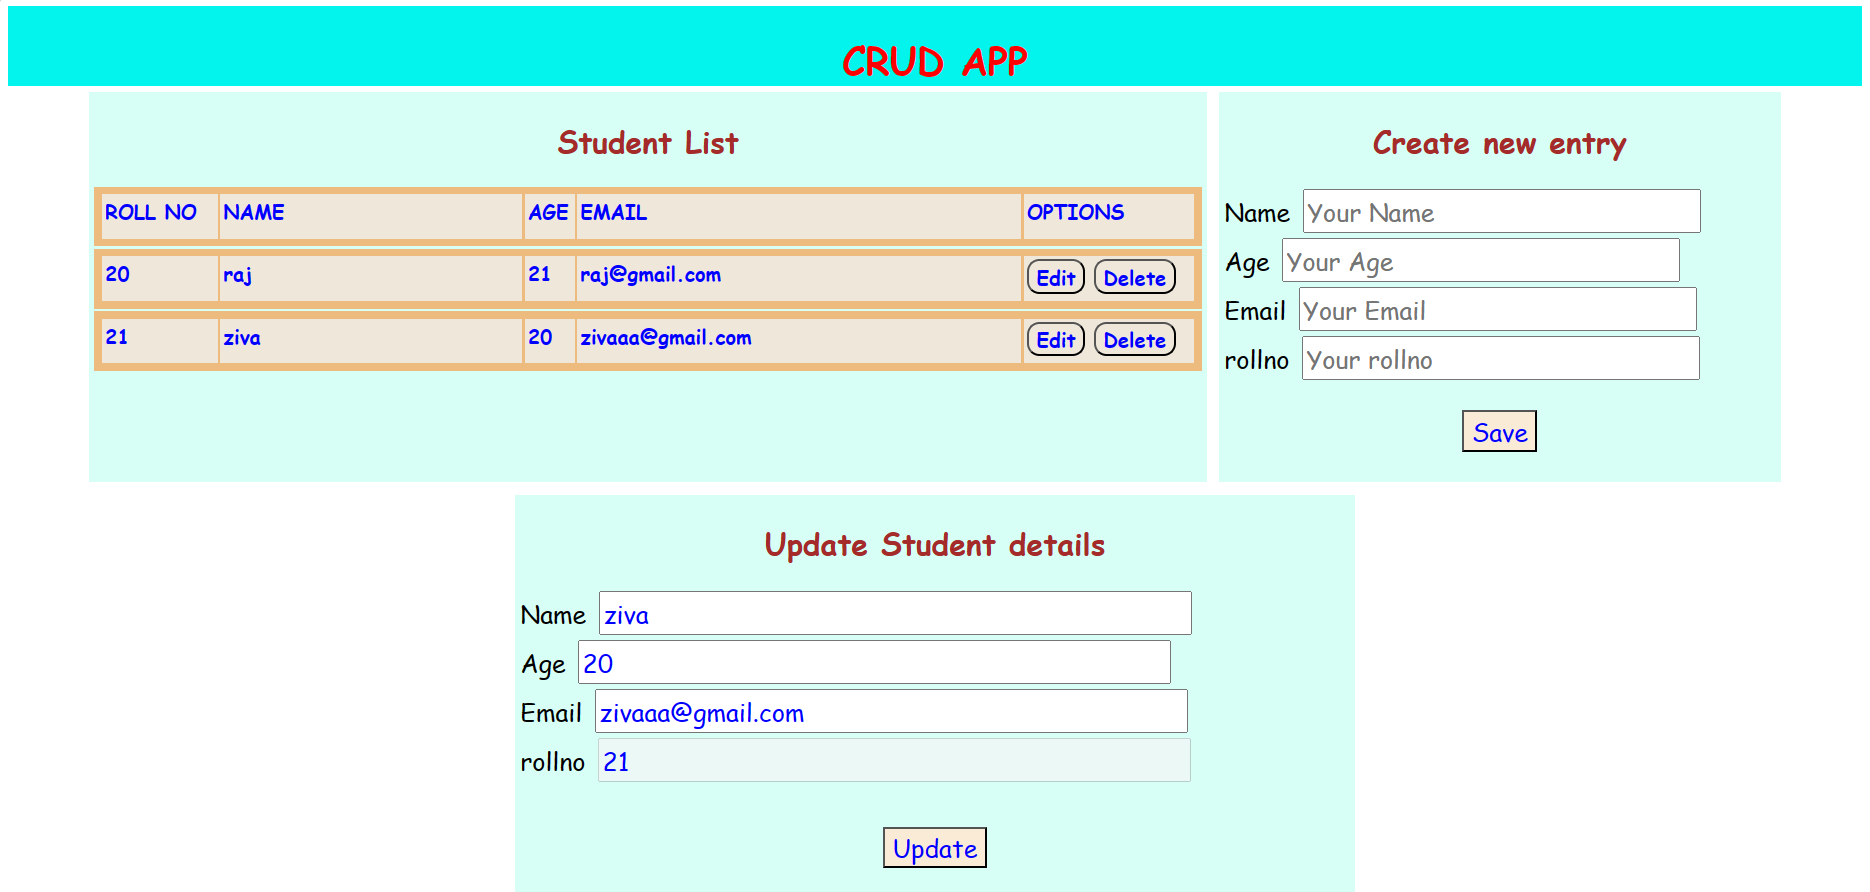 CRUD APP
Student List
ROLL NO NAME AGE EMAIL OPTIONS
20 raj 21 raj@gmail.com Edit Delete
21 ziva 20 zivaaa@gmail.com Edit Delete
Create new entry
Name Your Name
Age Your Age
Email Your Email
rollno Your rollno
Save
Update Student details
Name ziva
Age 20
Email zivaaa@gmail.com
rollno 21
Update